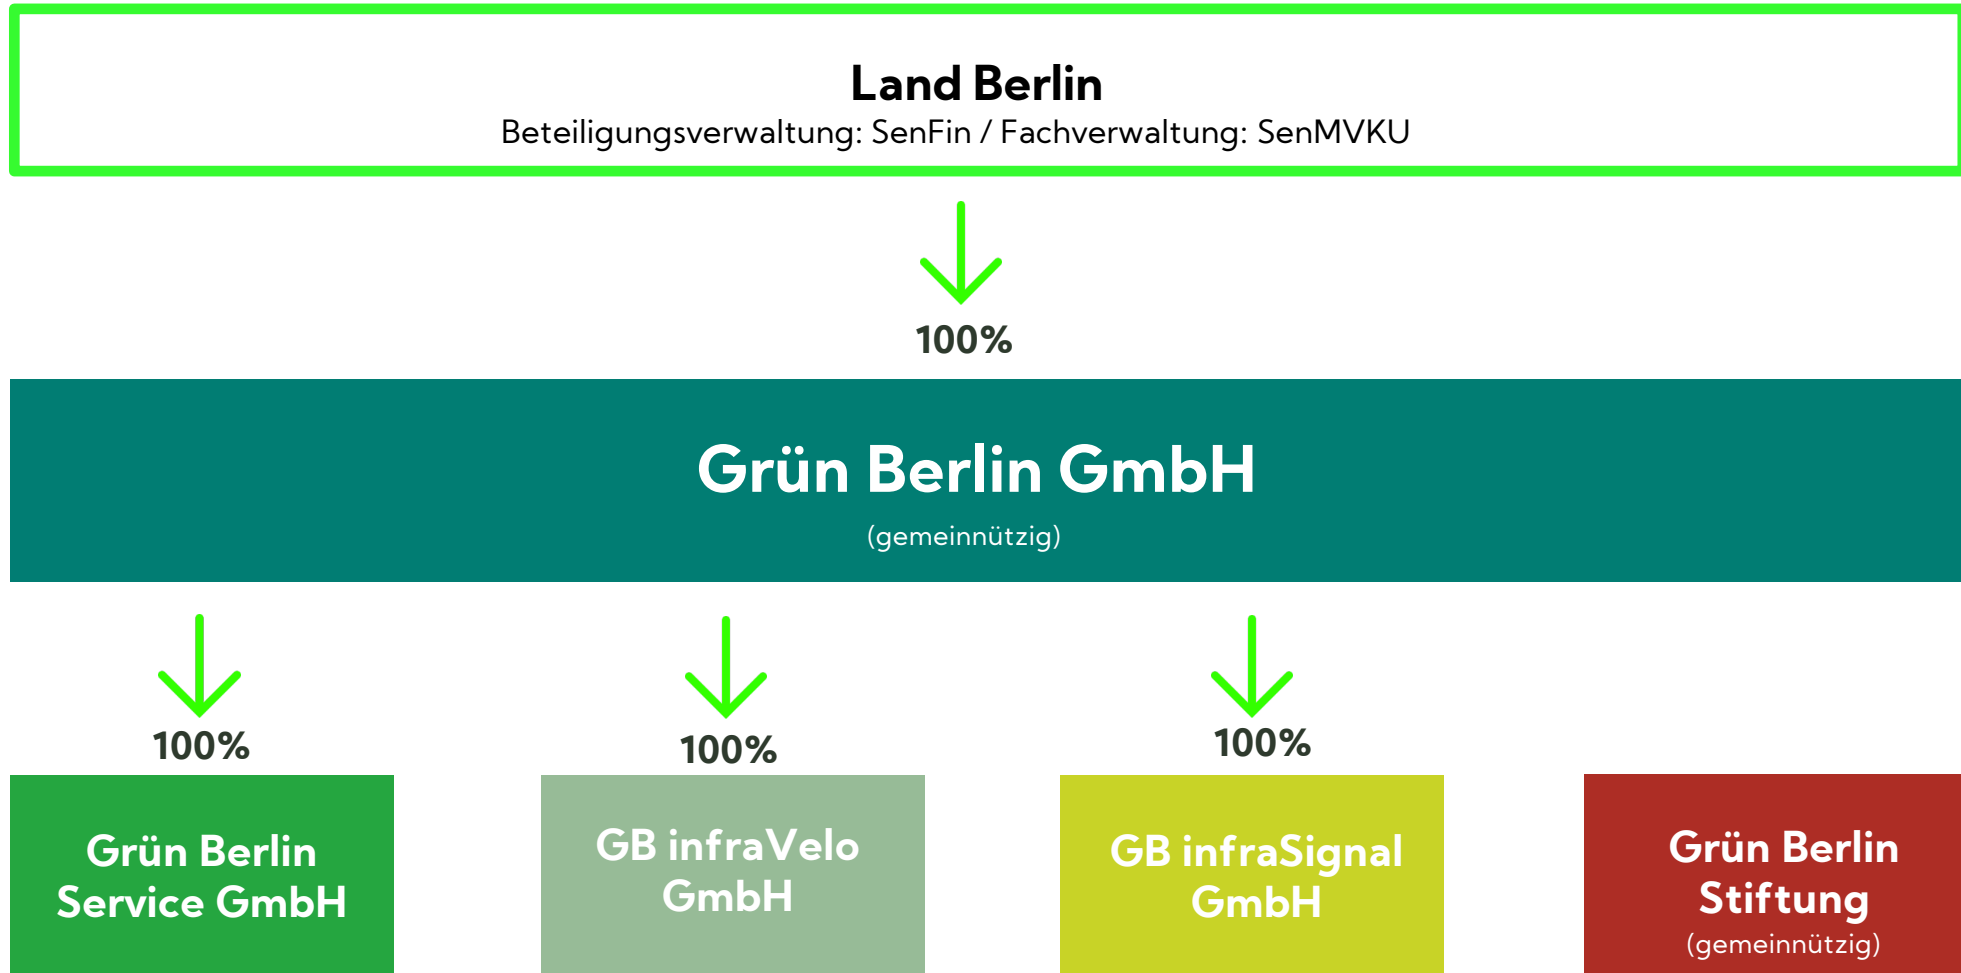 Land Berlin
Beteiligungsverwaltung: SenFin / Fachverwaltung: SenMVKU
100%
Grün Berlin GmbH
(gemeinnützig)
100%
100%
100%
Grün Berlin
Service GmbH
GB infraVelo
GmbH
GB infraSignal
GmbH
Grün Berlin
Stiftung
(gemeinnützig)